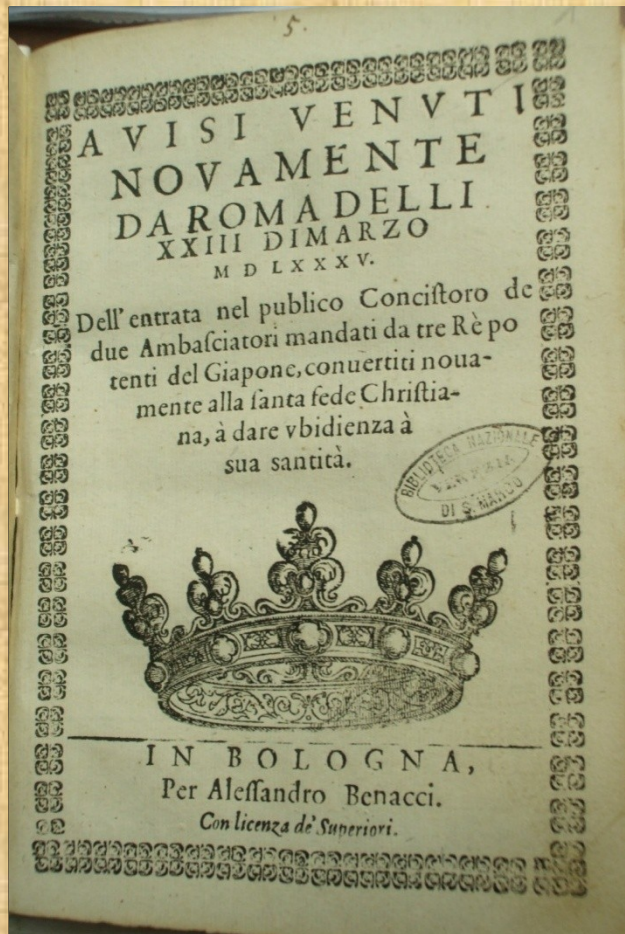 5.
AVISI VENVTI
NOVAMENTE
DA ROMA DELLI
XXIII DI MARZO
M D LXXXV.
Dell' entrata nel publico Conciſtoro de
due Ambaſciatori mandati da tre Rè po
tenti del Giapone, conuertiti noua-
mente alla ſanta fede Chriſtia-
na, à dare vbidienza à
sua santità.
BIBLIOTECA NAZIONALE
DI S. MARCO
IN BOLOGNA,
Per Aleſſandro Benacci.
Con licenza de' Superiori.